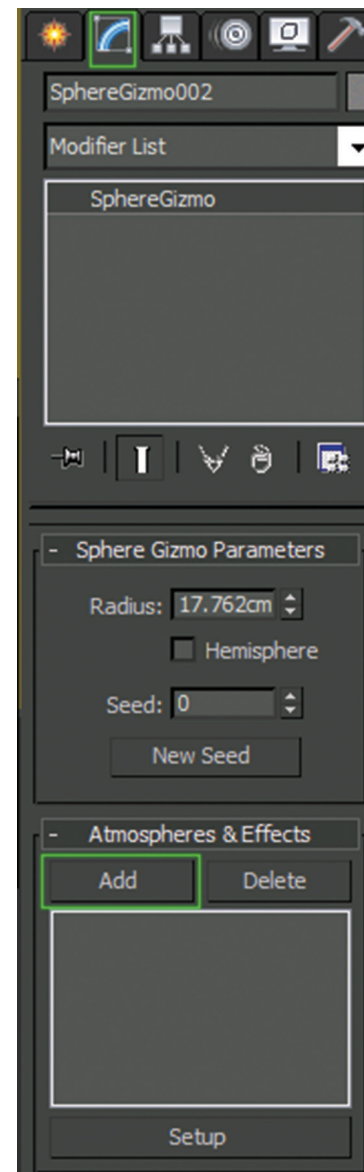 SphereGizmo002
Modifier List
SphereGizmo
- Sphere Gizmo Parameters
Radius: 17.762cm
Hemisphere
Seed: 0
New Seed
- Atmospheres & Effects
Add Delete
Setup